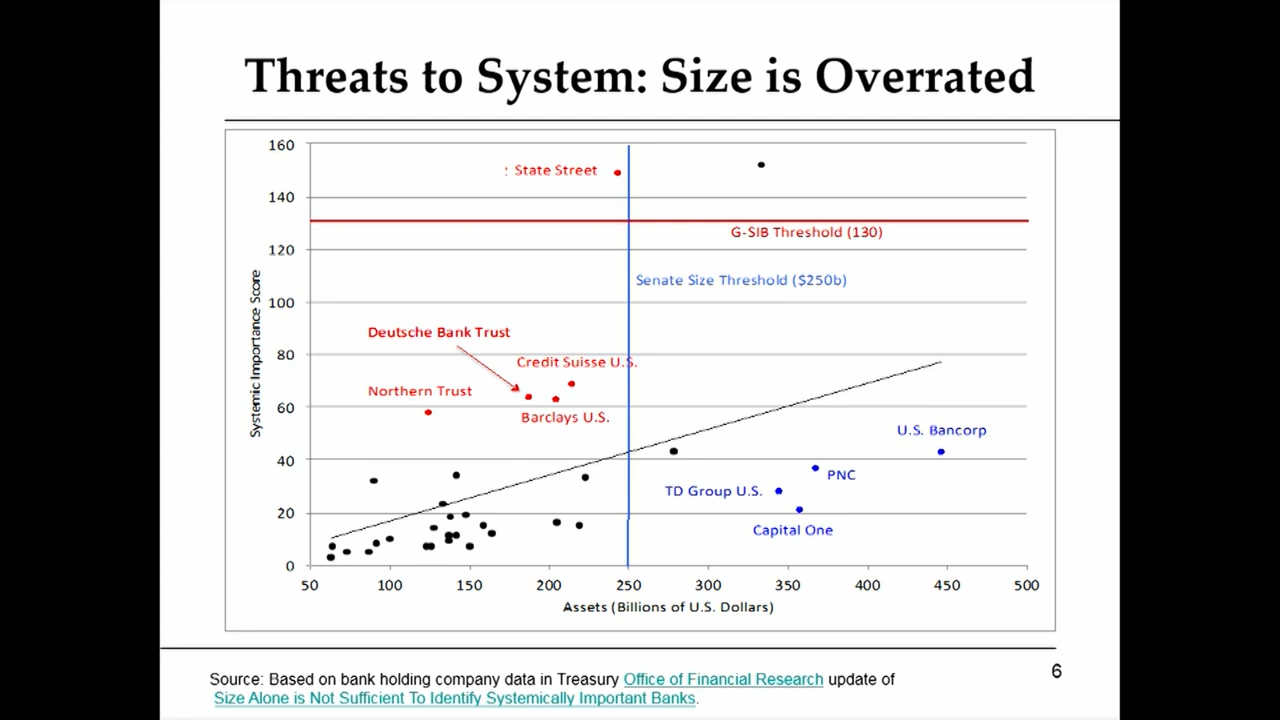 Threats to System: Size is Overrated
160
State Street
140
G-SIB Threshold (130)
120
Senate Size Threshold ($250b)
100
Deutsche Bank Trust
80
Credit Suisse U.S.
Northern Trust
60
Barclays U.S.
U.S. Bancorp
40
PNC
TD Group U.S.
20
Capital One
0
Systemic Importance Score
50 100 150 200 250 300 350 400 450 500
Assets (Billions of U.S. Dollars)
6
Source: Based on bank holding company data in Treasury Office of Financial Research update of
Size Alone is Not Sufficient To Identify Systemically Important Banks.